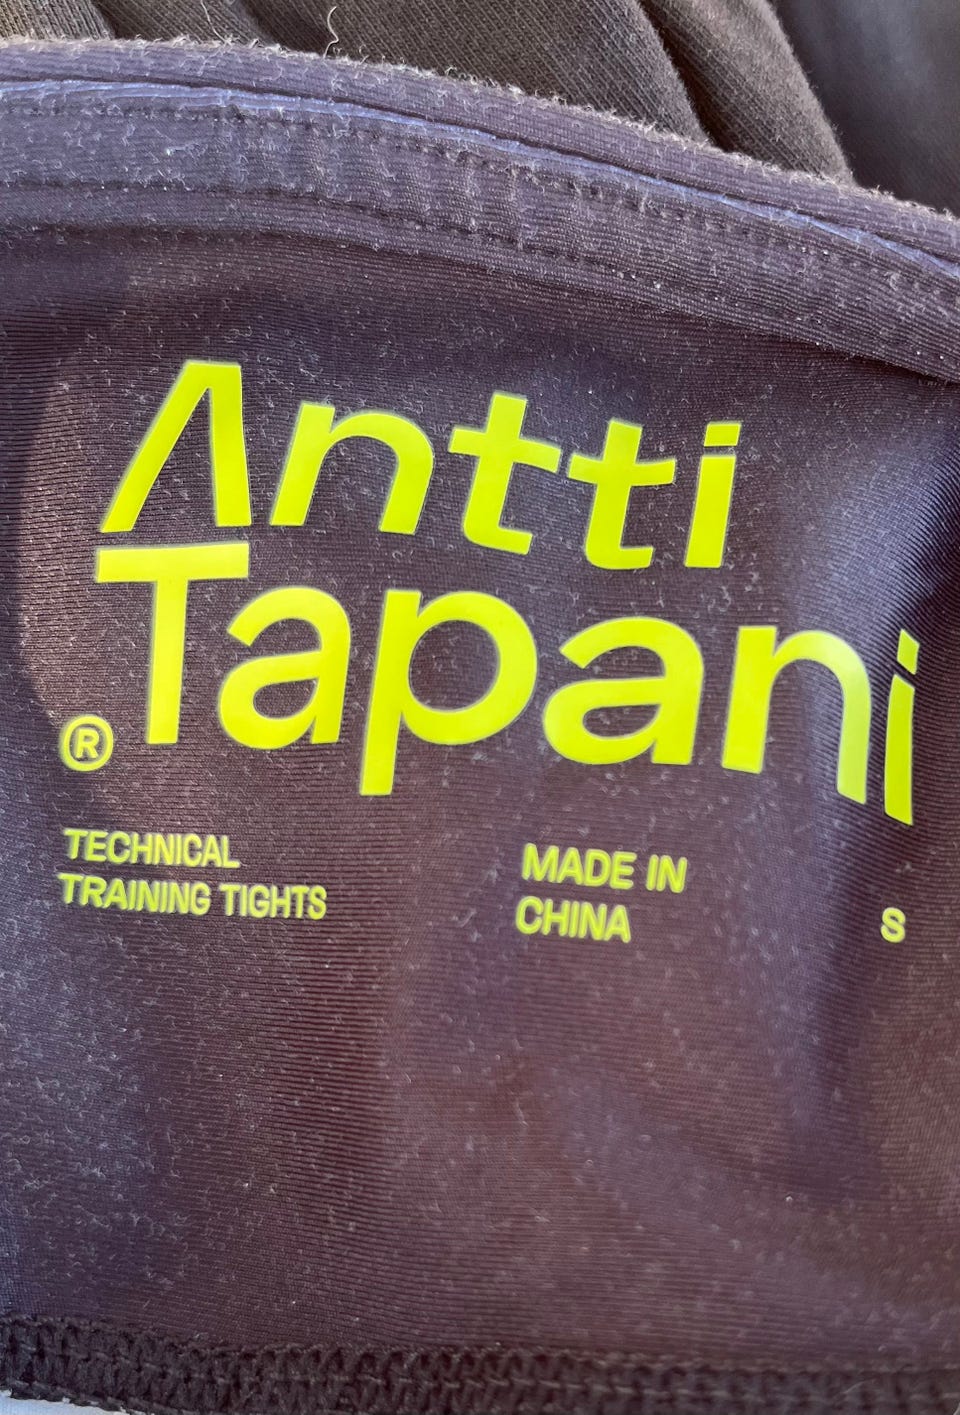 Antti
Tapani
®
TECHNICAL
TRAINING TIGHTS
MADE IN
CHINA
S